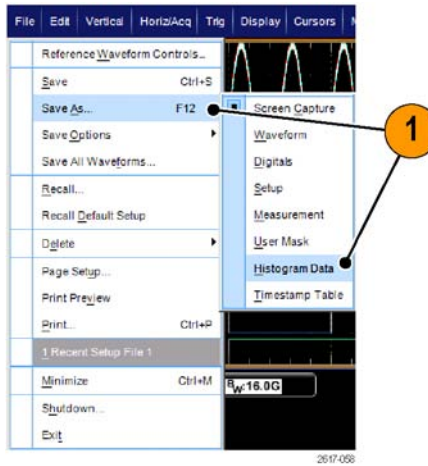 File Edit Vertical Horiz/Acq Trig Display Cursors
Reference Waveform Controls...
Save Ctrl+S
Save As... F12
Save Options
Save All Waveforms...
Recall...
Recall Default Setup
Delete
Page Setup...
Print Preview
Print... Ctrl+P
1 Recent Setup File 1
Minimize Ctrl+M
Shutdown...
Exit
Screen Capture
Waveform
Digitals
Setup
Measurement
User Mask
Histogram Data
Timestamp Table
1
BW:16.0G
2617-058